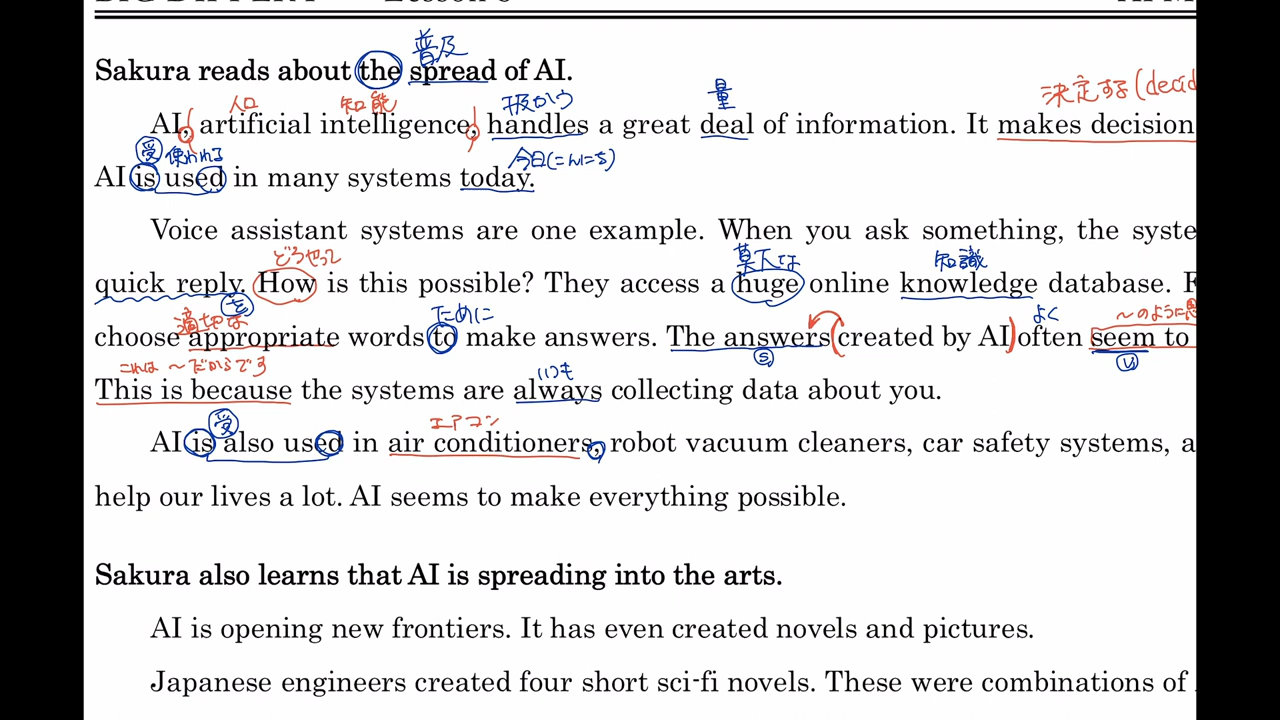 普及
Sakura reads about the spread of AI.
人口 知能 扱かう 量 決定する(decid
AI, artificial intelligence, handles a great deal of information. It makes decision
受 使われる 今日(=んにち)
AI is used in many systems today.
Voice assistant systems are one example. When you ask something, the syste
どうやって 莫大な 知識
quick reply. How is this possible? They access a huge online knowledge database. F
適切な を ために よく ~のように思
choose appropriate words to make answers. The answers (created by AI) often seem to
S V
これは ~だからです いつも
This is because the systems are always collecting data about you.
受 エアコン
AI is also used in air conditioners, robot vacuum cleaners, car safety systems, a
help our lives a lot. AI seems to make everything possible.
Sakura also learns that AI is spreading into the arts.
AI is opening new frontiers. It has even created novels and pictures.
Japanese engineers created four short sci-fi novels. These were combinations of